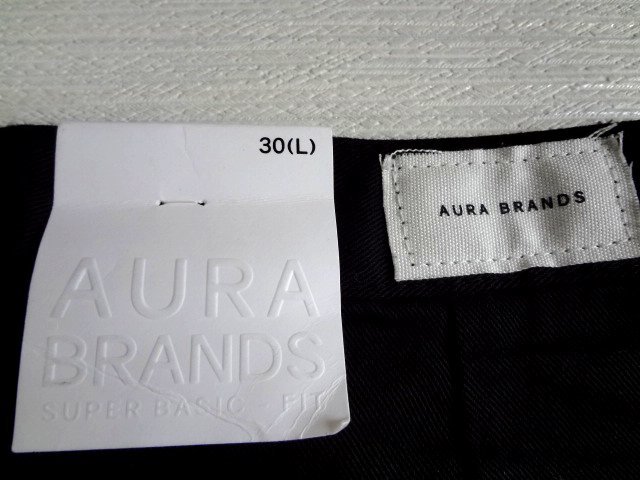 30(L)
AURA
BRANDS
SUPER BASIC - FIT
AURA BRANDS